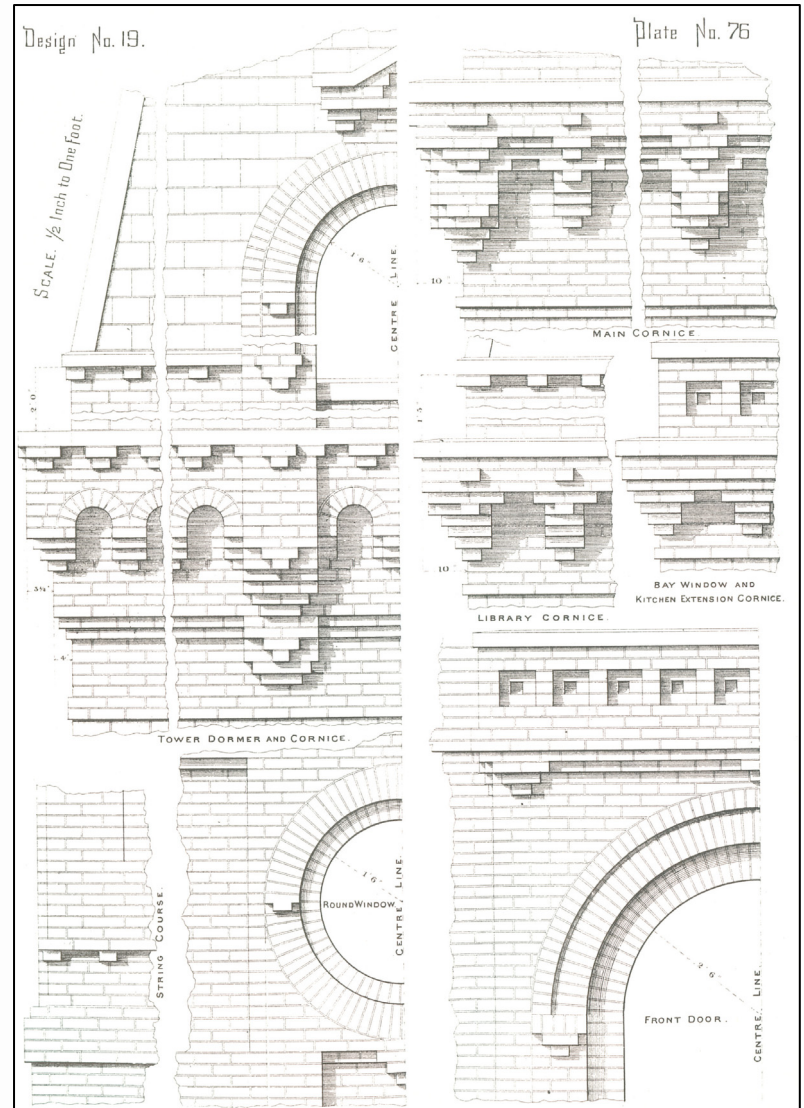 Design No. 19.
Plate No. 76
SCALE. 1/2 Inch to One Foot.
1'6"
CENTRE LINE.
2'0"
3 1/2"
4"
TOWER DORMER AND CORNICE.
10
MAIN CORNICE.
1'5"
10
LIBRARY CORNICE.
BAY WINDOW AND
KITCHEN EXTENSION CORNICE.
STRING COURSE.
1'6"
ROUND WINDOW
CENTRE LINE.
2'6"
FRONT DOOR.
CENTRE LINE.